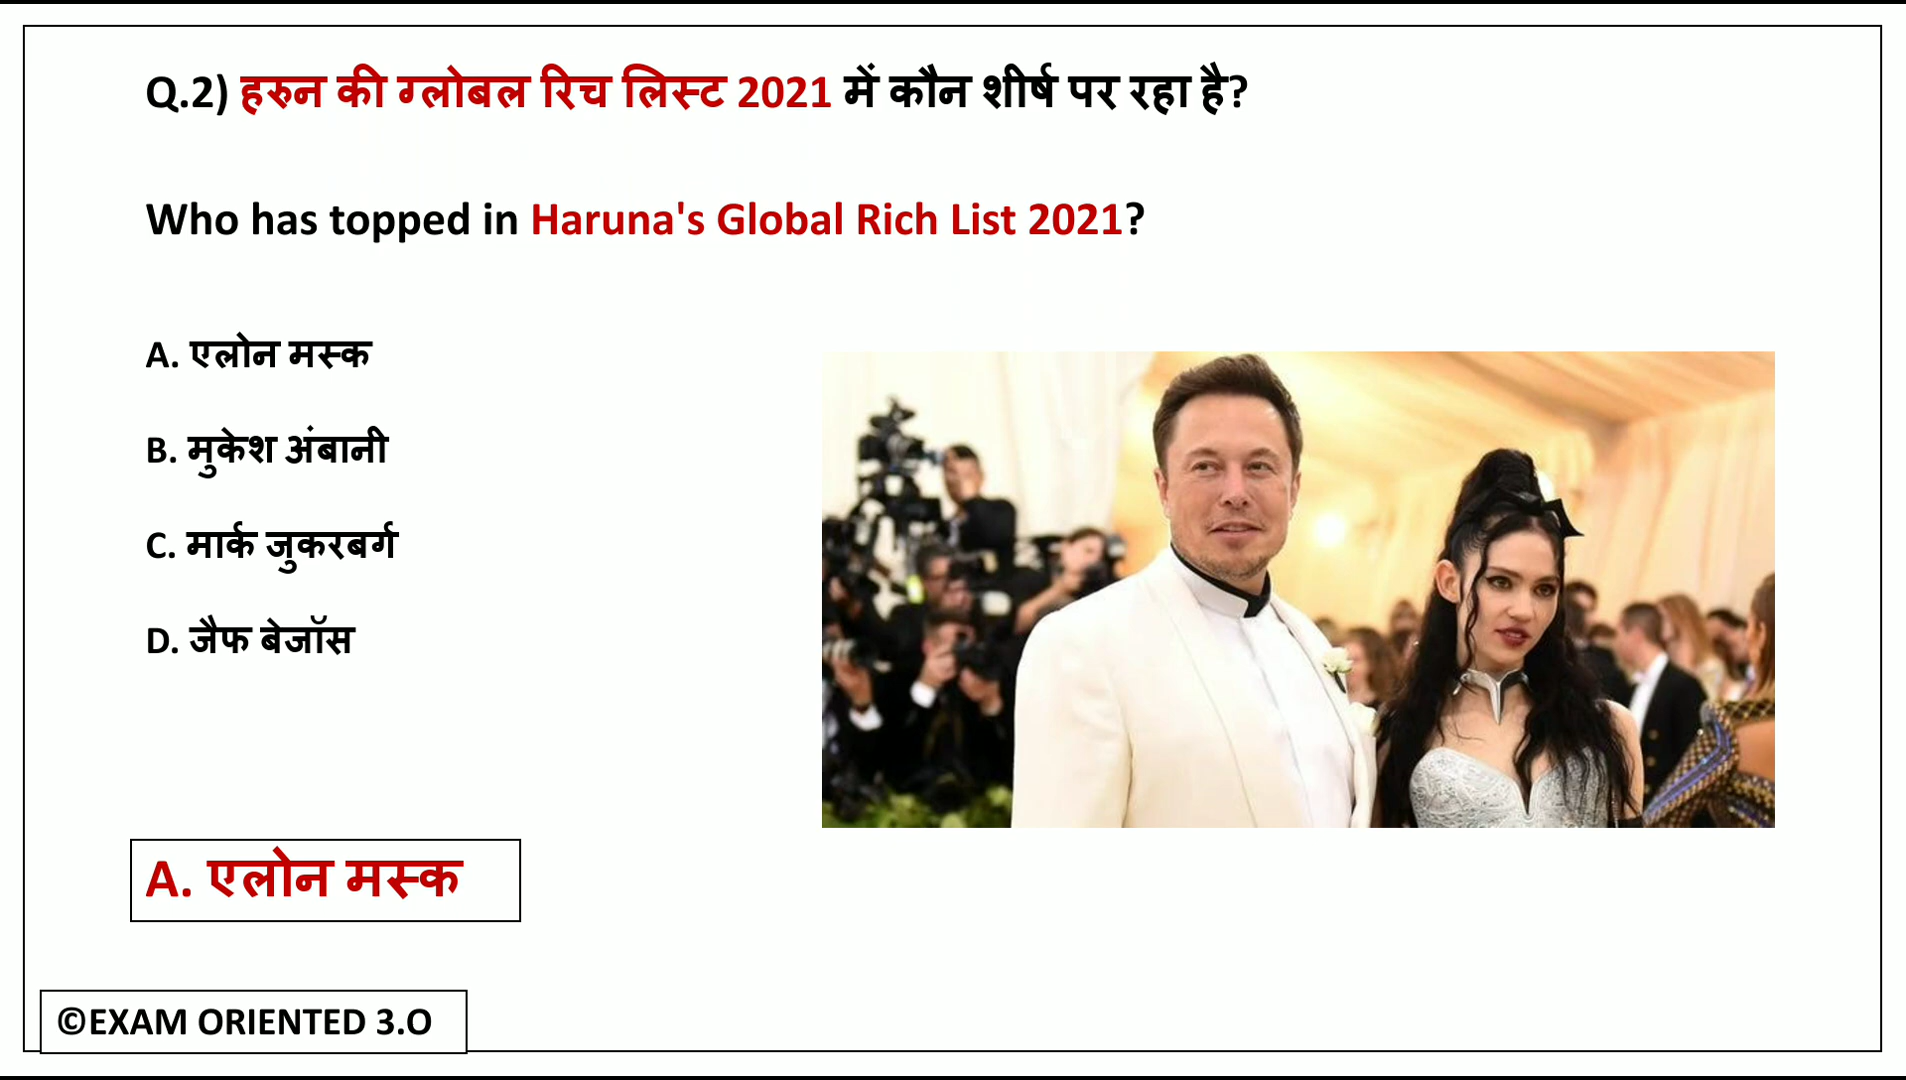 Q.2) हरुन की ग्लोबल रिच लिस्ट 2021 में कौन शीर्ष पर रहा है?
Who has topped in Haruna's Global Rich List 2021?
A. एलोन मस्क
B. मुकेश अंबानी
C. मार्क जुकरबर्ग
D. जैफ बेजॉस
A. एलोन मस्क
©EXAM ORIENTED 3.O